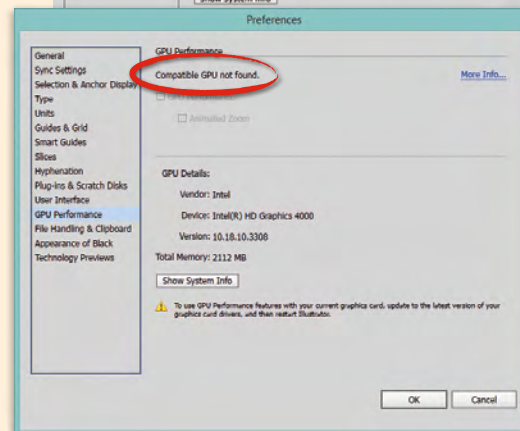 Show System Info
Preferences
General
Sync Settings
Selection & Anchor Display
Type
Units
Guides & Grid
Smart Guides
Slices
Hyphenation
Plug-ins & Scratch Disks
User Interface
GPU Performance
File Handling & Clipboard
Appearance of Black
Technology Previews
GPU Performance
Compatible GPU not found.
More Info...
GPU Performance
Animated Zoom
GPU Details:
Vendor: Intel
Device: Intel(R) HD Graphics 4000
Version: 10.18.10.3308
Total Memory: 2112 MB
Show System Info
To use GPU Performance features with your current graphics card, update to the latest version of your
graphics card drivers, and then restart Illustrator.
OK
Cancel